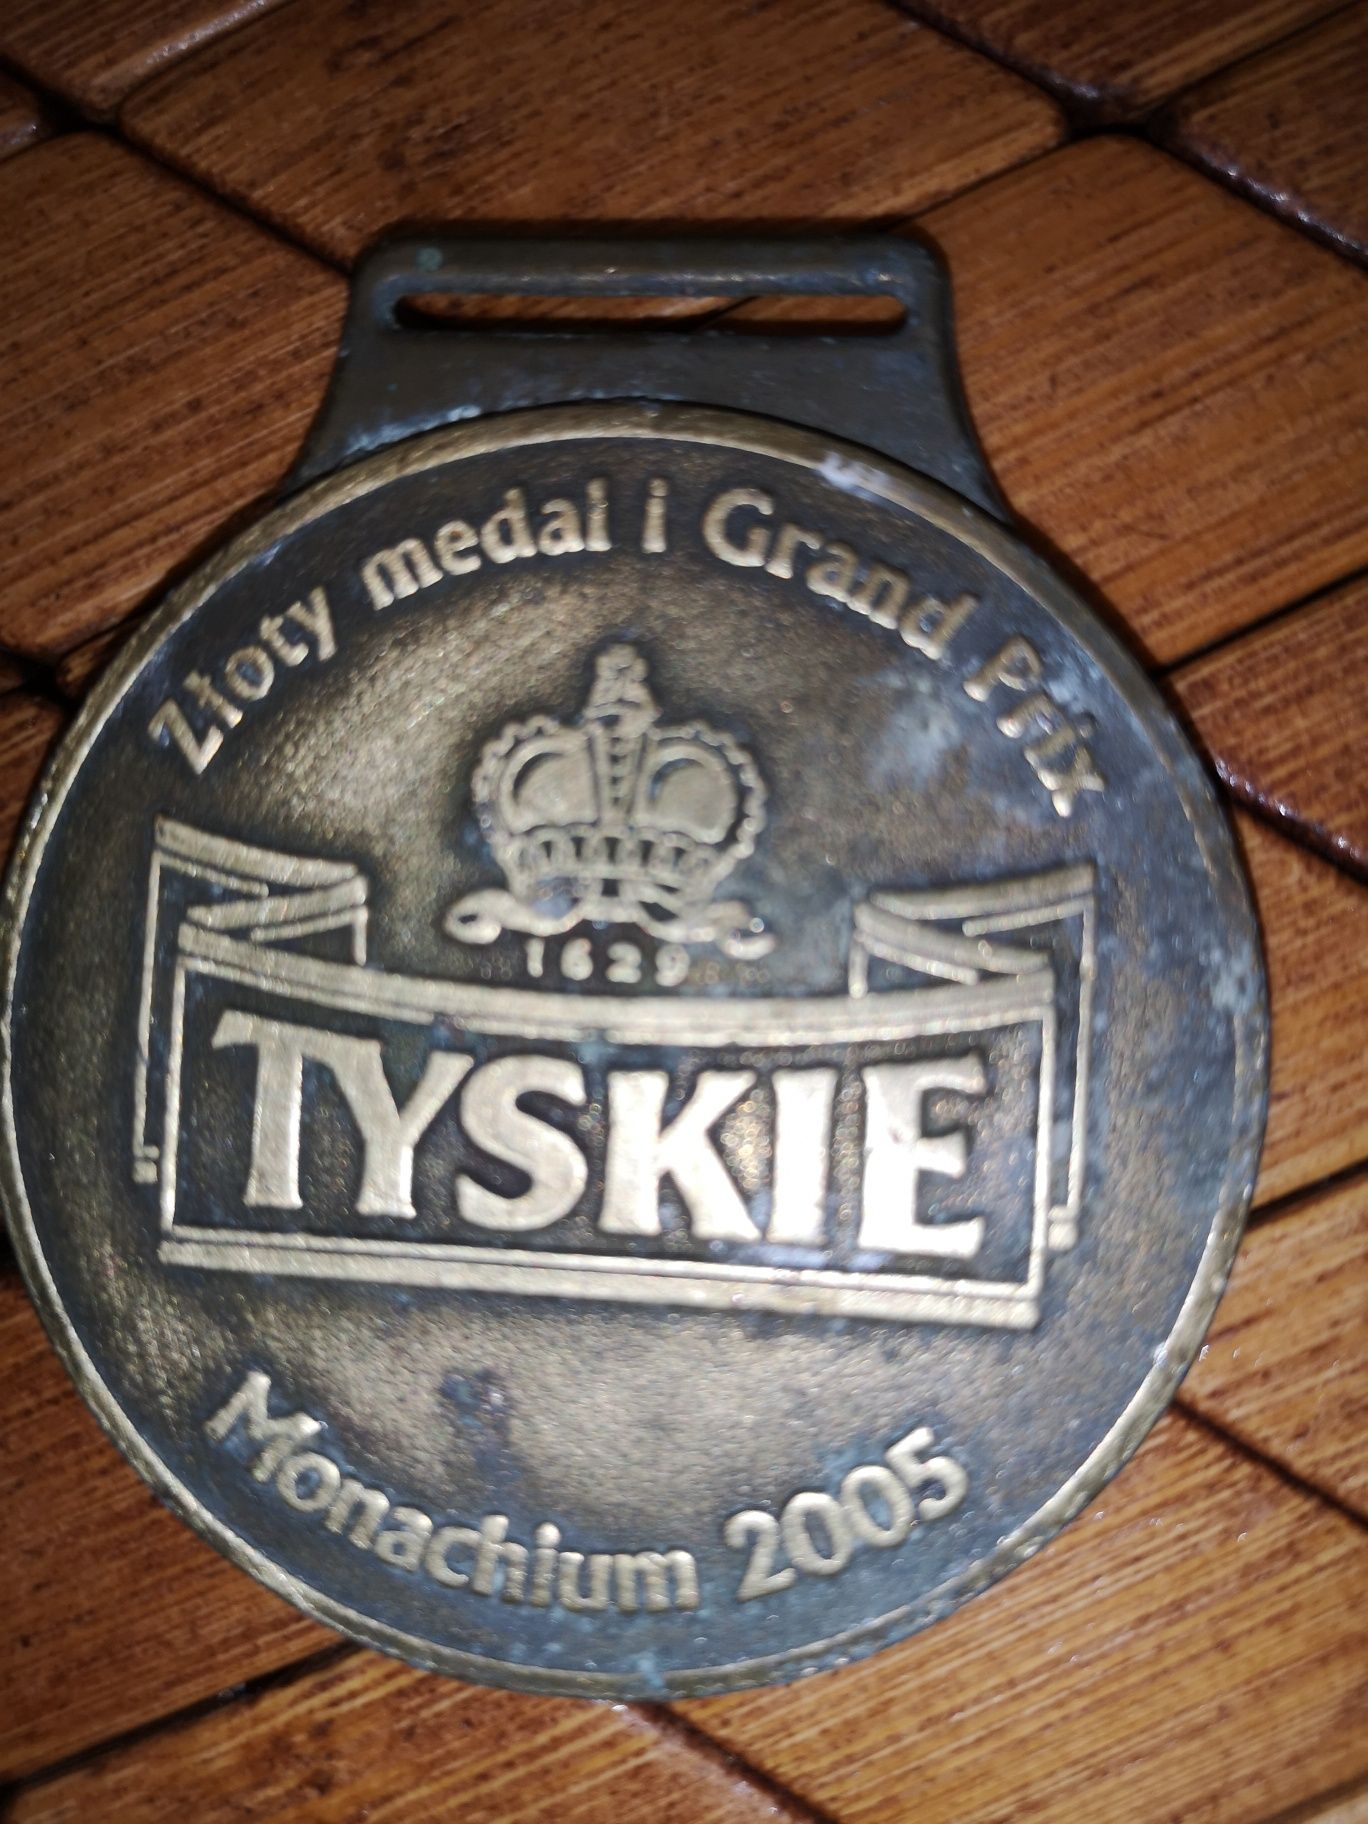 Złoty medal i Grand Prix
1629
TYSKIE
Monachium 2005